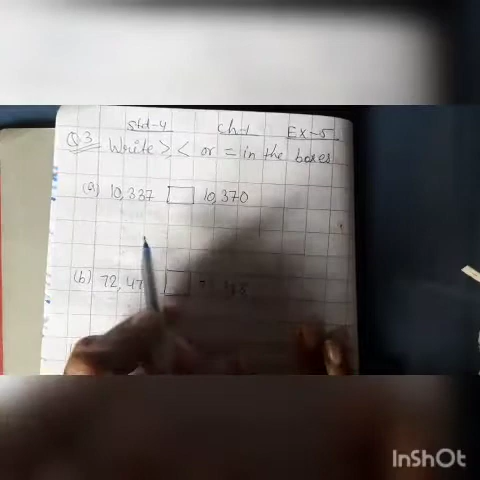 Std-4 Ch-1 Ex-5
Q3 Write >, < or = in the boxes
(a) 10,337 10,370
(b) 72,47
InShOt